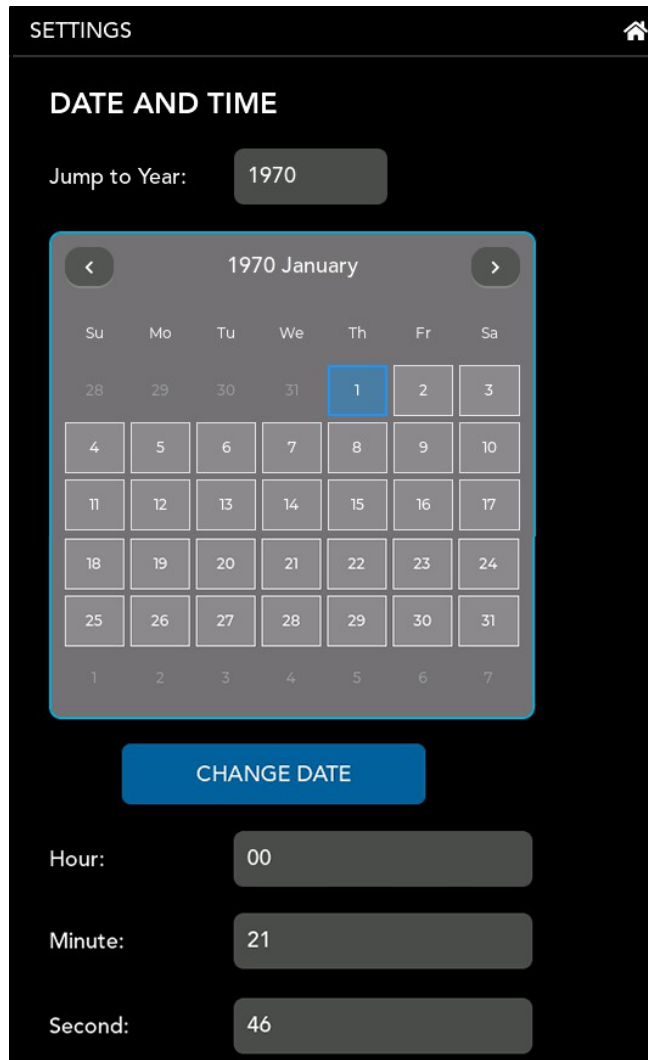 SETTINGS
DATE AND TIME
Jump to Year: 1970
1970 January
Su Mo Tu We Th Fr Sa
28 29 30 31 1 2 3
4 5 6 7 8 9 10
11 12 13 14 15 16 17
18 19 20 21 22 23 24
25 26 27 28 29 30 31
1 2 3 4 5 6 7
CHANGE DATE
Hour: 00
Minute: 21
Second: 46